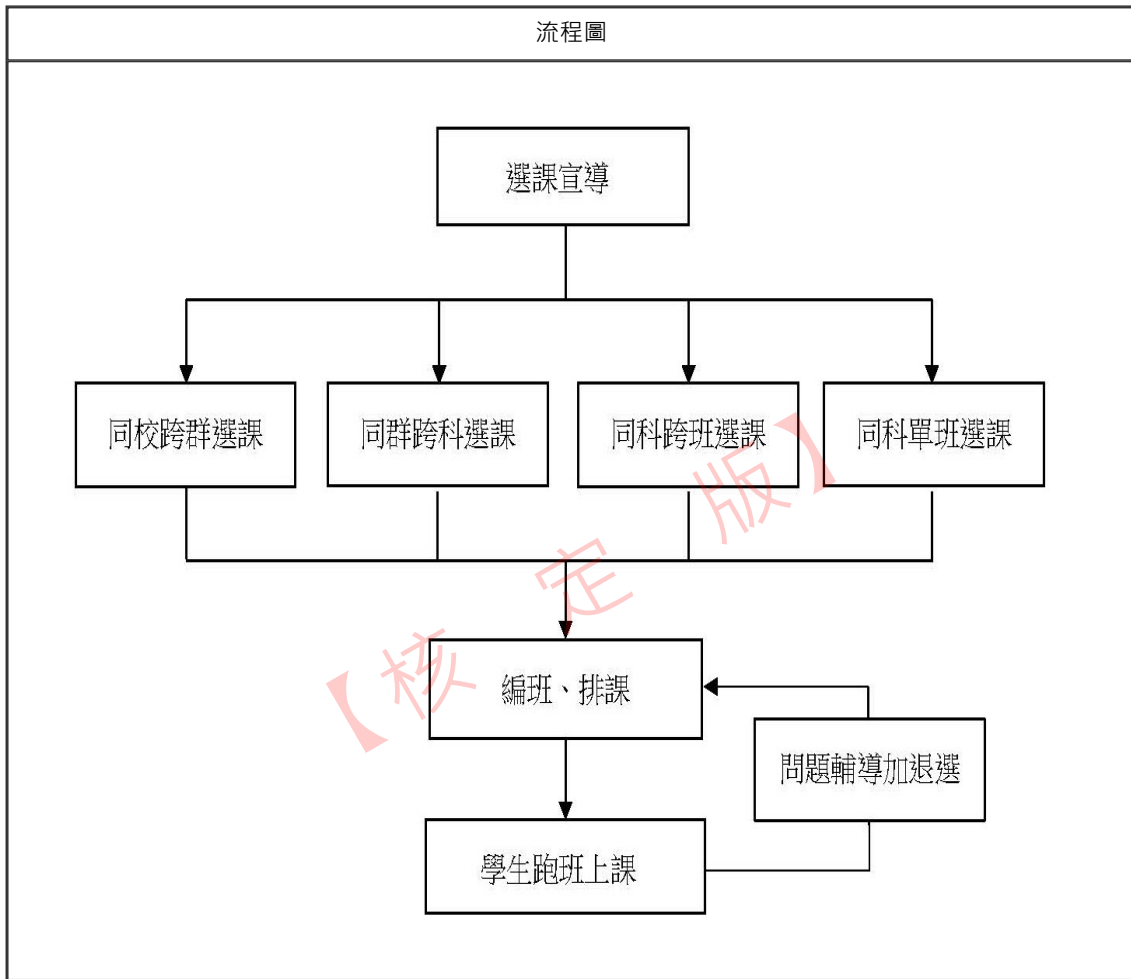 流程圖
選課宣導
同校跨群選課
同群跨科選課
同科跨班選課
同科單班選課
編班、排課
問題輔導加退選
學生跑班上課
【核定版】